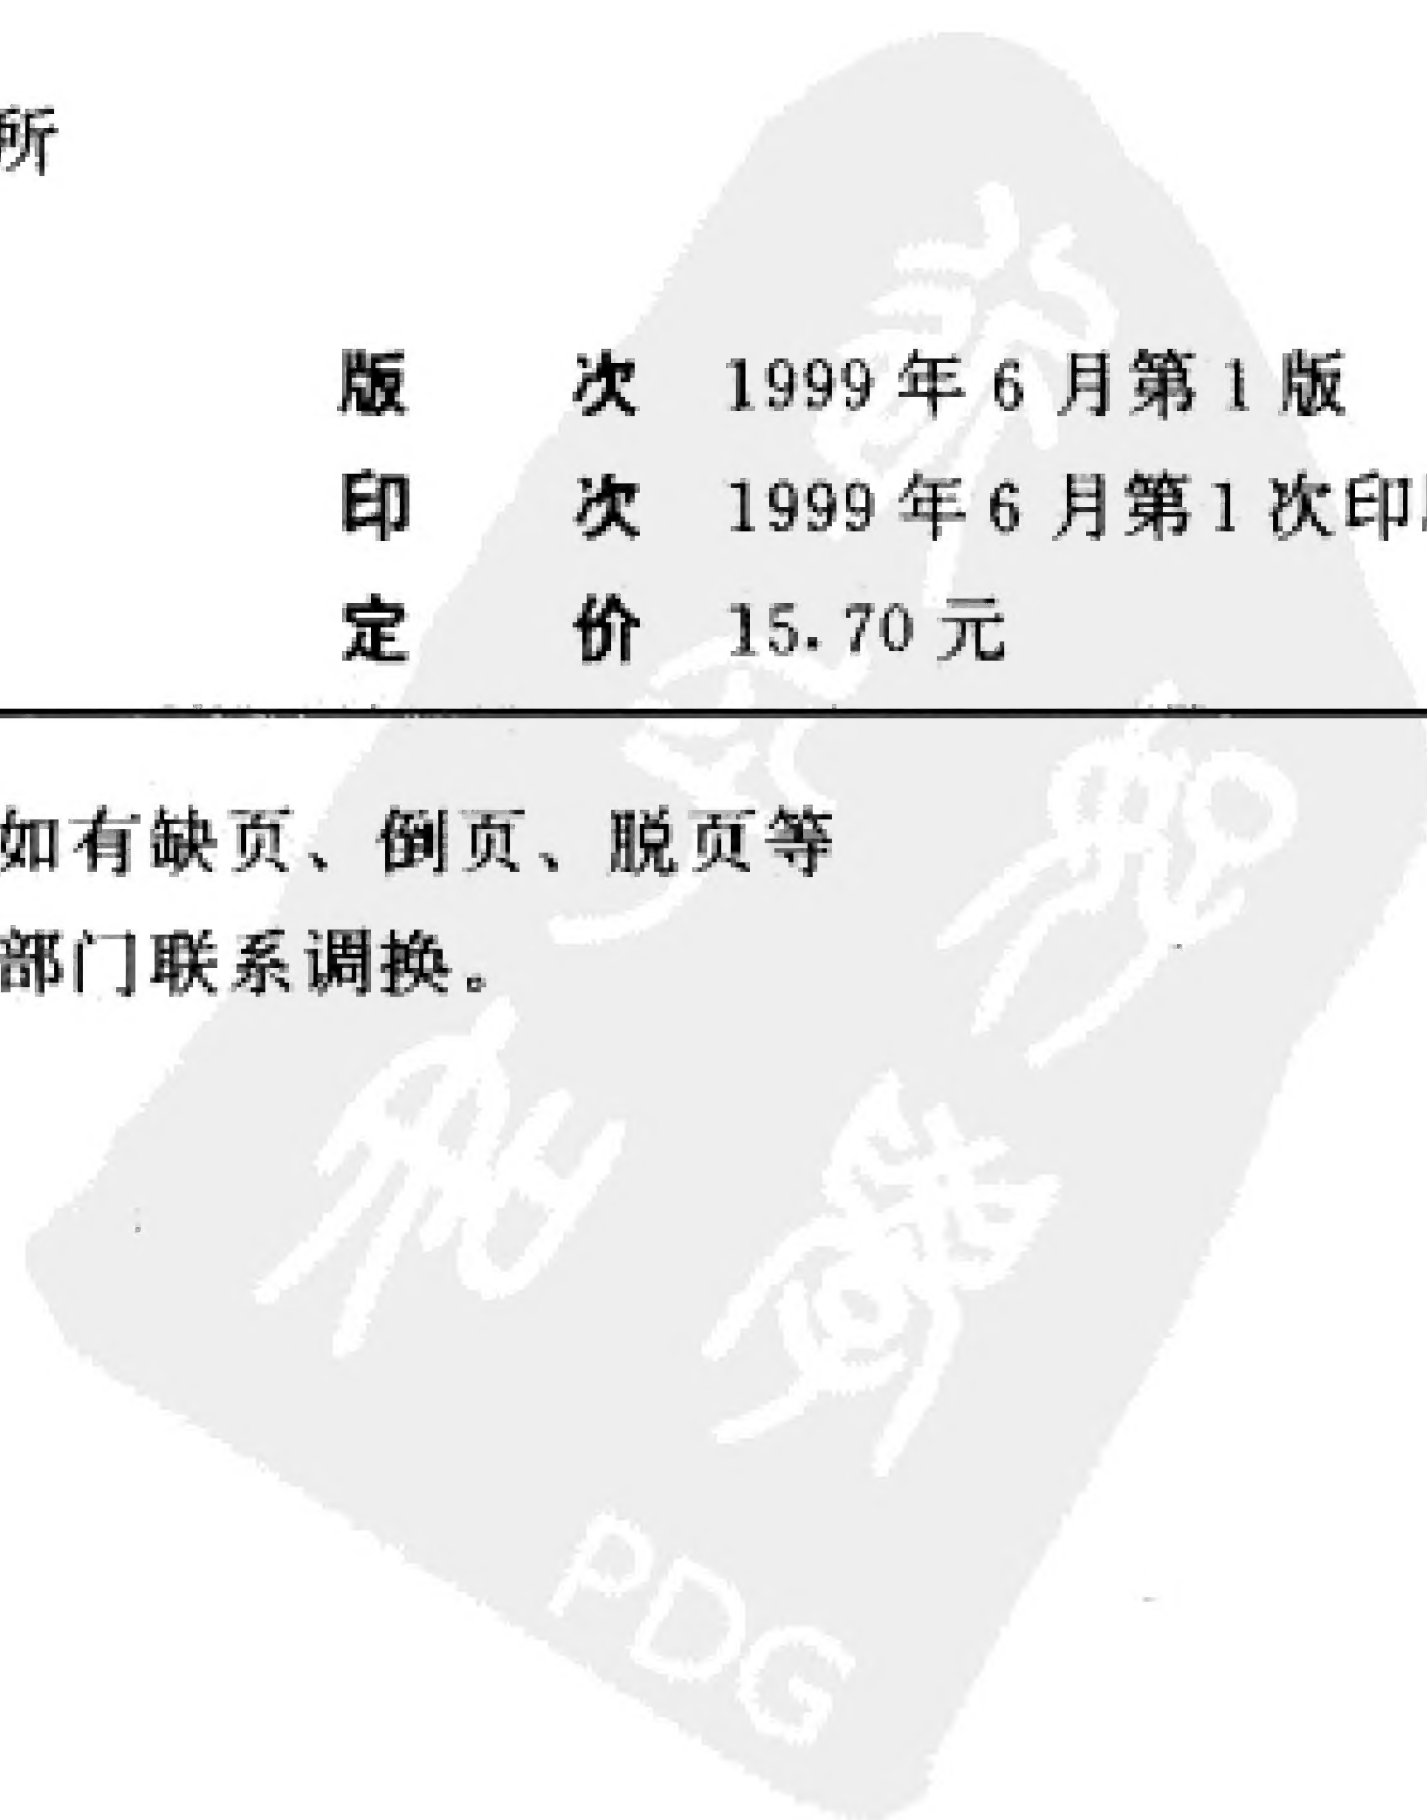 所
版 次 1999年6月第1版
印 次 1999年6月第1次印
定 价 15.70元
如有缺页、倒页、脱页等
部门联系调换。
PDG